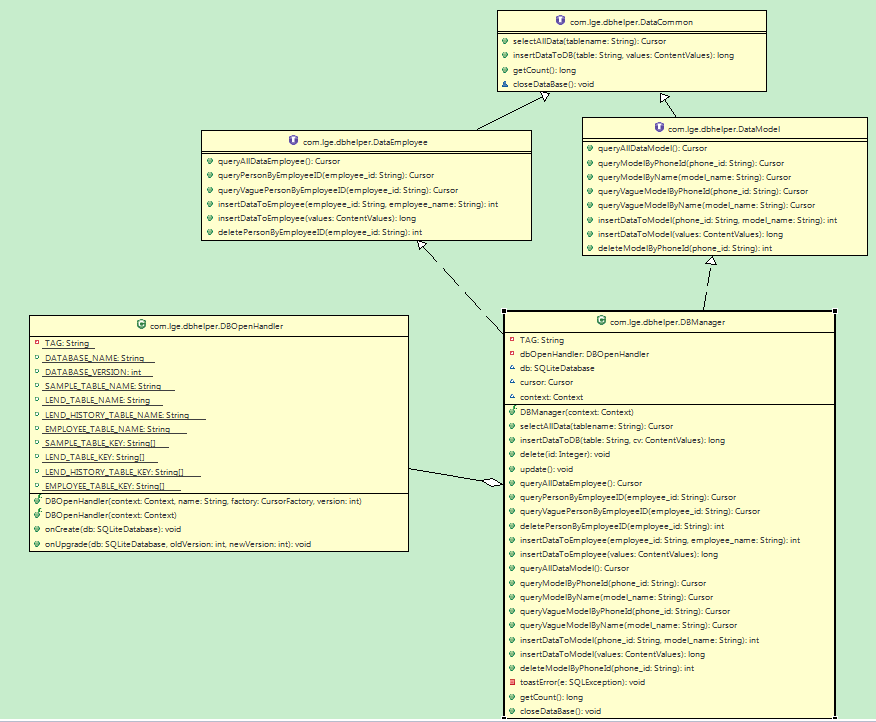 com.lge.dbhelper.DataCommon
selectAllData(tablename: String): Cursor
insertDataToDB(table: String, values: ContentValues): long
getCount(): long
closeDataBase(): void
com.lge.dbhelper.DataEmployee
queryAllDataEmployee(): Cursor
queryPersonByEmployeeID(employee_id: String): Cursor
queryVaguePersonByEmployeeID(employee_id: String): Cursor
insertDataToEmployee(employee_id: String, employee_name: String): int
insertDataToEmployee(values: ContentValues): long
deletePersonByEmployeeID(employee_id: String): int
com.lge.dbhelper.DataModel
queryAllDataModel(): Cursor
queryModelByPhoneId(phone_id: String): Cursor
queryModelByName(model_name: String): Cursor
queryVagueModelByPhoneId(phone_id: String): Cursor
queryVagueModelByName(model_name: String): Cursor
insertDataToModel(phone_id: String, model_name: String): int
insertDataToModel(values: ContentValues): long
deleteModelByPhoneId(phone_id: String): int
com.lge.dbhelper.DBOpenHandler
TAG: String
DATABASE_NAME: String
DATABASE_VERSION: int
SAMPLE_TABLE_NAME: String
LEND_TABLE_NAME: String
LEND_HISTORY_TABLE_NAME: String
EMPLOYEE_TABLE_NAME: String
SAMPLE_TABLE_KEY: String[]
LEND_TABLE_KEY: String[]
LEND_HISTORY_TABLE_KEY: String[]
EMPLOYEE_TABLE_KEY: String[]
DBOpenHandler(context: Context, name: String, factory: CursorFactory, version: int)
DBOpenHandler(context: Context)
onCreate(db: SQLiteDatabase): void
onUpgrade(db: SQLiteDatabase, oldVersion: int, newVersion: int): void
com.lge.dbhelper.DBManager
TAG: String
dbOpenHandler: DBOpenHandler
db: SQLiteDatabase
cursor: Cursor
context: Context
DBManager(context: Context)
selectAllData(tablename: String): Cursor
insertDataToDB(table: String, cv: ContentValues): long
delete(id: Integer): void
update(): void
queryAllDataEmployee(): Cursor
queryPersonByEmployeeID(employee_id: String): Cursor
queryVaguePersonByEmployeeID(employee_id: String): Cursor
deletePersonByEmployeeID(employee_id: String): int
insertDataToEmployee(employee_id: String, employee_name: String): int
insertDataToEmployee(values: ContentValues): long
queryAllDataModel(): Cursor
queryModelByPhoneId(phone_id: String): Cursor
queryModelByName(model_name: String): Cursor
queryVagueModelByPhoneId(phone_id: String): Cursor
queryVagueModelByName(model_name: String): Cursor
insertDataToModel(phone_id: String, model_name: String): int
insertDataToModel(values: ContentValues): long
deleteModelByPhoneId(phone_id: String): int
toastError(e: SQLException): void
getCount(): long
closeDataBase(): void